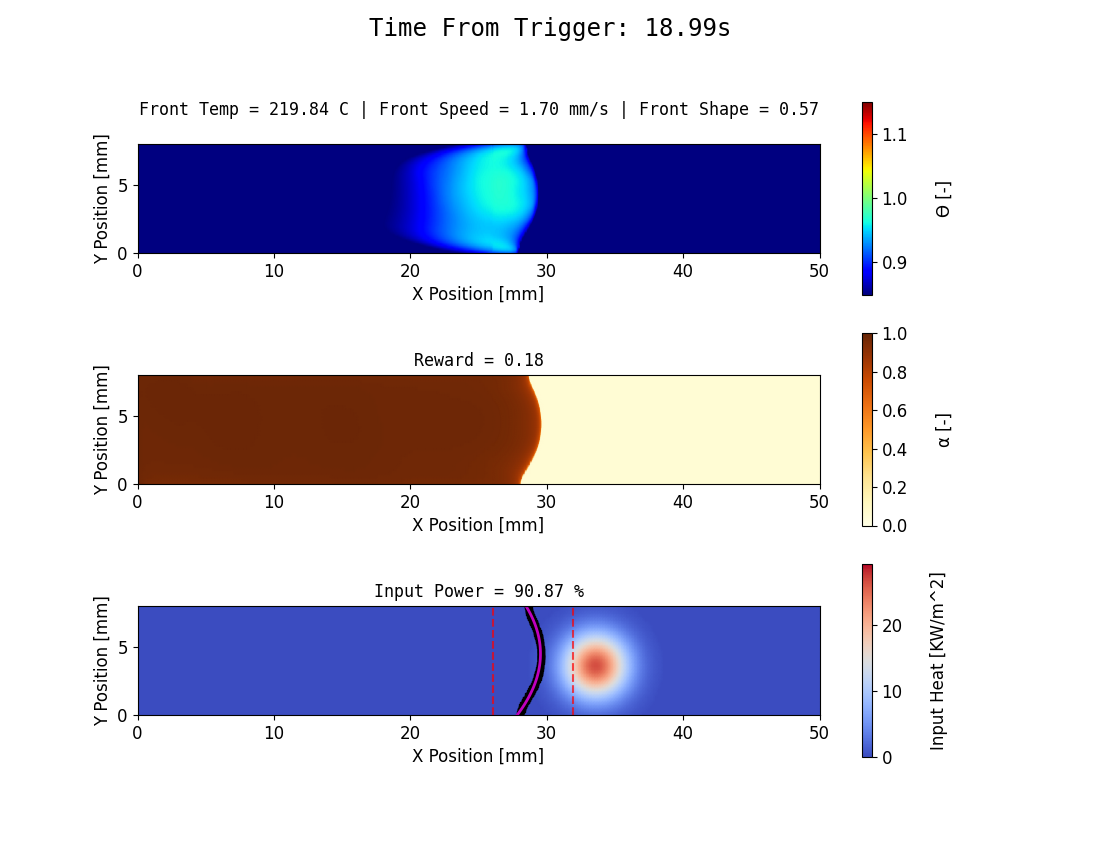 Time From Trigger: 18.99s
Front Temp = 219.84 C | Front Speed = 1.70 mm/s | Front Shape = 0.57
Y Position [mm]
5
0
0 10 20 30 40 50
X Position [mm]
1.1
1.0
0.9
Θ [-]
Reward = 0.18
Y Position [mm]
5
0
0 10 20 30 40 50
X Position [mm]
1.0
0.8
0.6
0.4
0.2
0.0
α [-]
Input Power = 90.87 %
Y Position [mm]
5
0
0 10 20 30 40 50
X Position [mm]
20
10
0
Input Heat [KW/m^2]